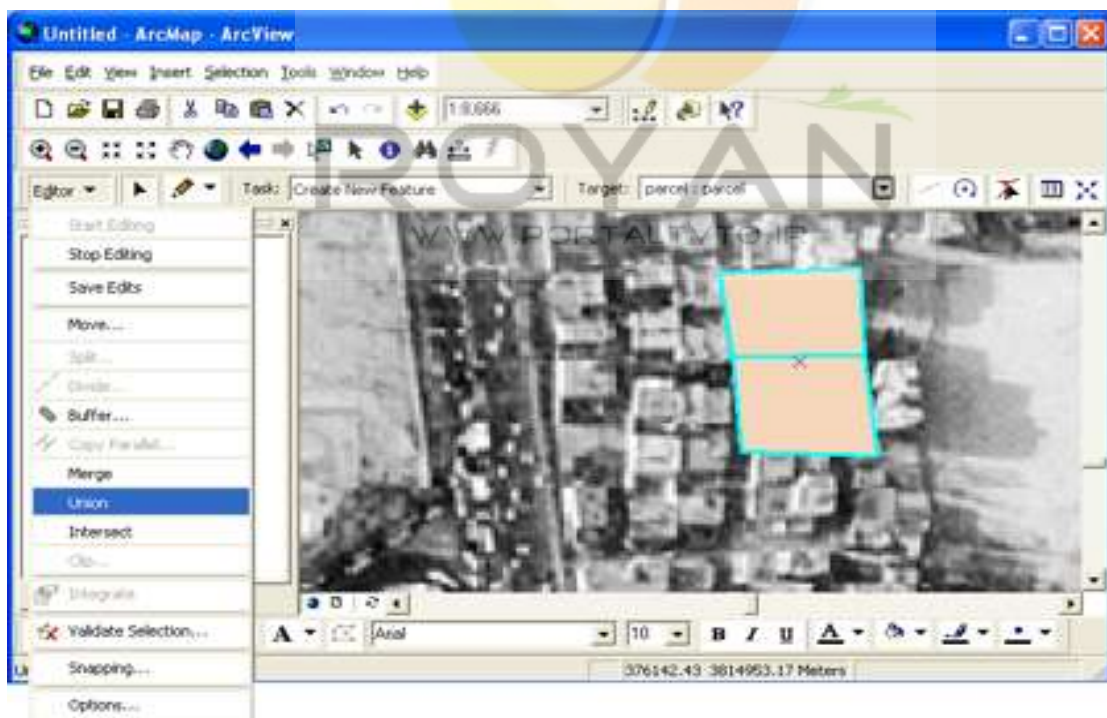 Untitled - ArcMap - ArcView
File Edit View Insert Selection Tools Window Help
1:8,666
ROYAN
Editor Task: Create New Feature Target: parcel : parcel
WWW.PORTALTVTO.IR
Start Editing
Stop Editing
Save Edits
Move...
Split...
Divide...
Buffer...
Copy Parallel...
Merge
Union
Intersect
Clip...
Integrate
Validate Selection...
A Arial 10 B I U A
Snapping...
376142.43 3814953.17 Meters
Options...